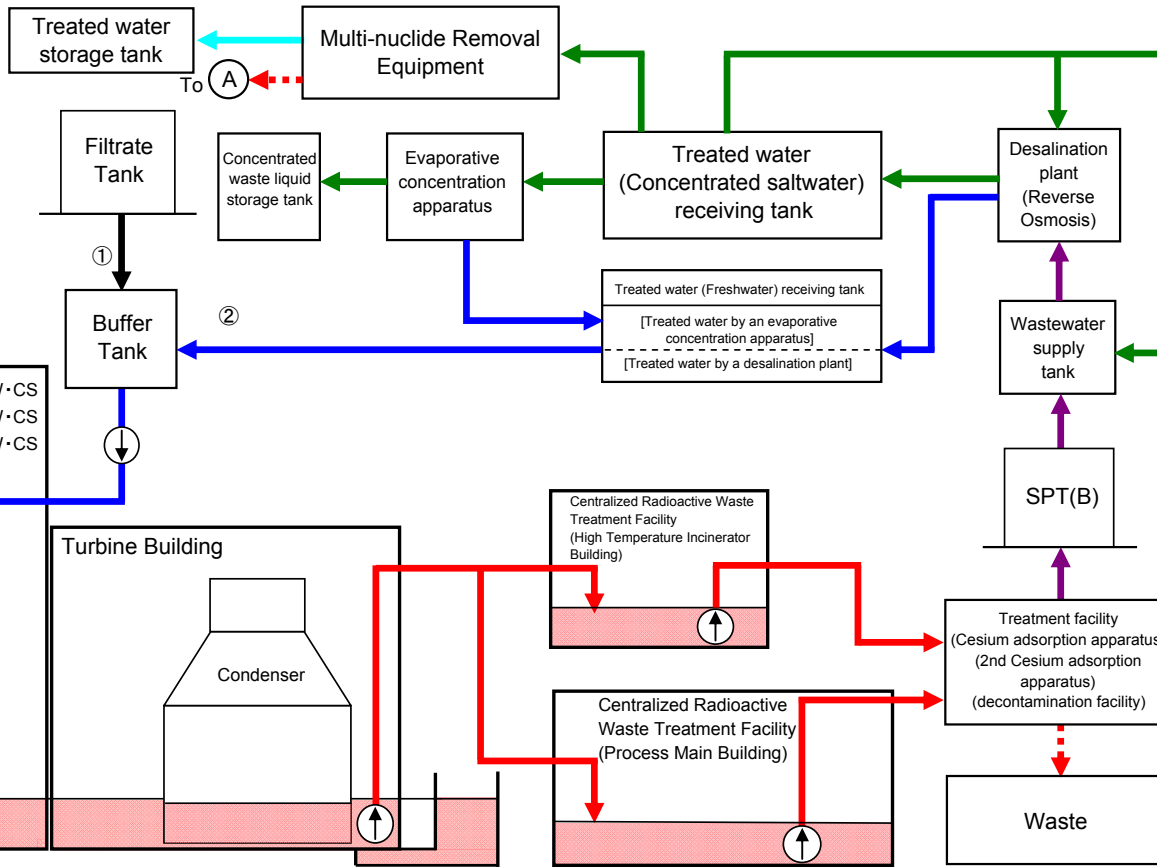 Treated water
storage tank
Multi-nuclide Removal
Equipment
To A
Filtrate
Tank
Concentrated
waste liquid
storage tank
Evaporative
concentration
apparatus
Treated water
(Concentrated saltwater)
receiving tank
Desalination
plant
(Reverse
Osmosis)
①
Buffer
Tank
②
Treated water (Freshwater) receiving tank
[Treated water by an evaporative
concentration apparatus]
[Treated water by a desalination plant]
Wastewater
supply
tank
・CS
・CS
・CS
SPT(B)
Turbine Building
Condenser
Centralized Radioactive Waste
Treatment Facility
(High Temperature Incinerator
Building)
Centralized Radioactive
Waste Treatment Facility
(Process Main Building)
Treatment facility
(Cesium adsorption apparatus
(2nd Cesium adsorption
apparatus)
(decontamination facility)
Waste